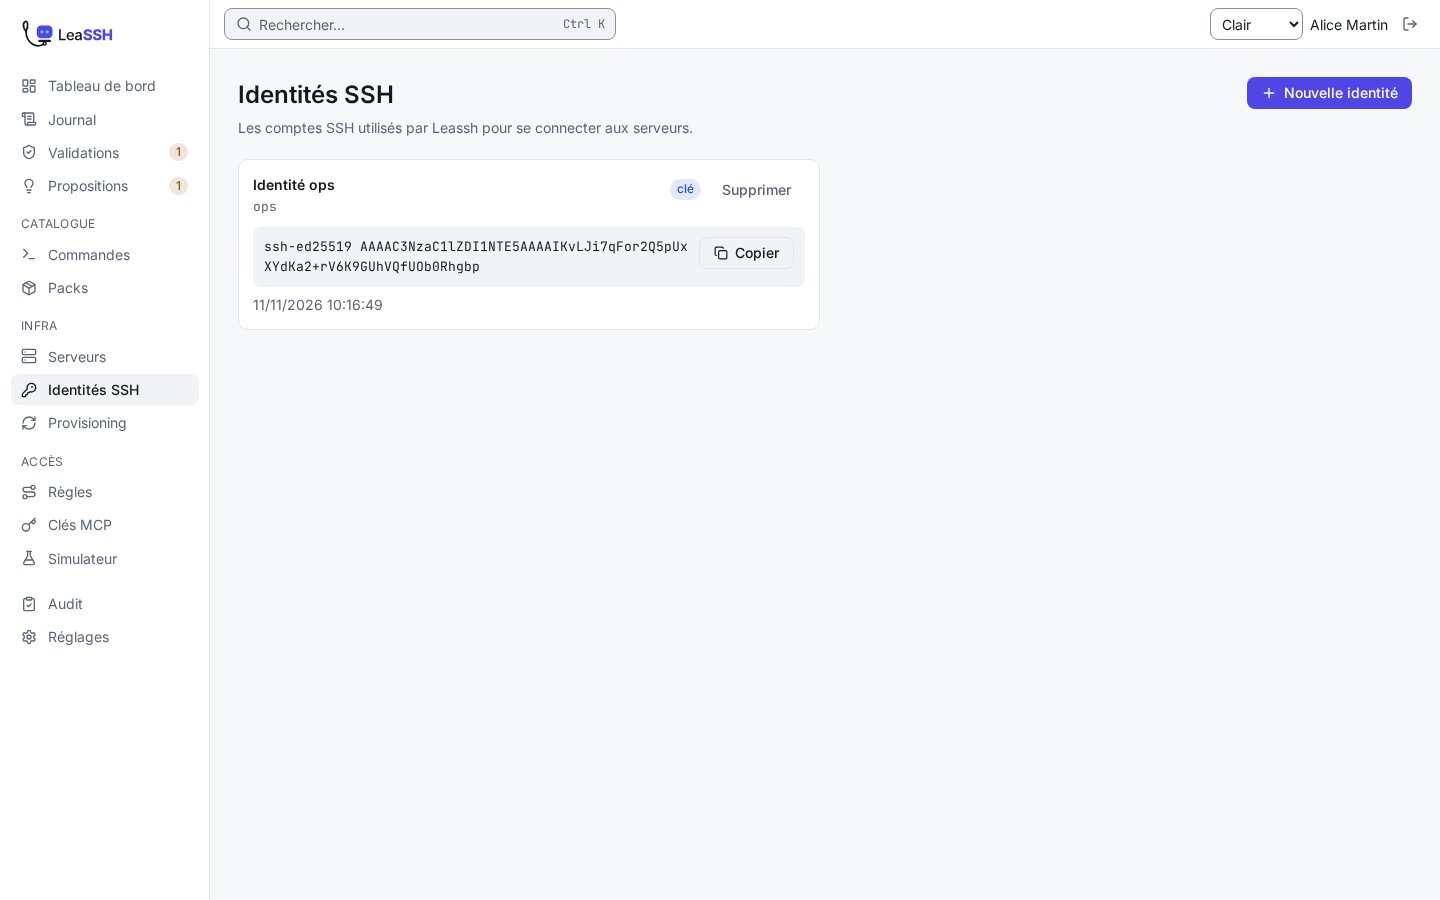 LeaSSH
Rechercher...
Ctrl K
Clair
Alice Martin
Tableau de bord
Journal
Validations
1
Propositions
1
CATALOGUE
Commandes
Packs
INFRA
Serveurs
Identités SSH
Provisioning
ACCÈS
Règles
Clés MCP
Simulateur
Audit
Réglages
Identités SSH
Nouvelle identité
Les comptes SSH utilisés par Leassh pour se connecter aux serveurs.
Identité ops
clé
Supprimer
ops
ssh-ed25519 AAAAC3NzaC1lZDI1NTE5AAAAIKvLJi7qFor2Q5pUx
XYdKa2+rV6K9GUhVQfUOb0Rhgbp
Copier
11/11/2026 10:16:49